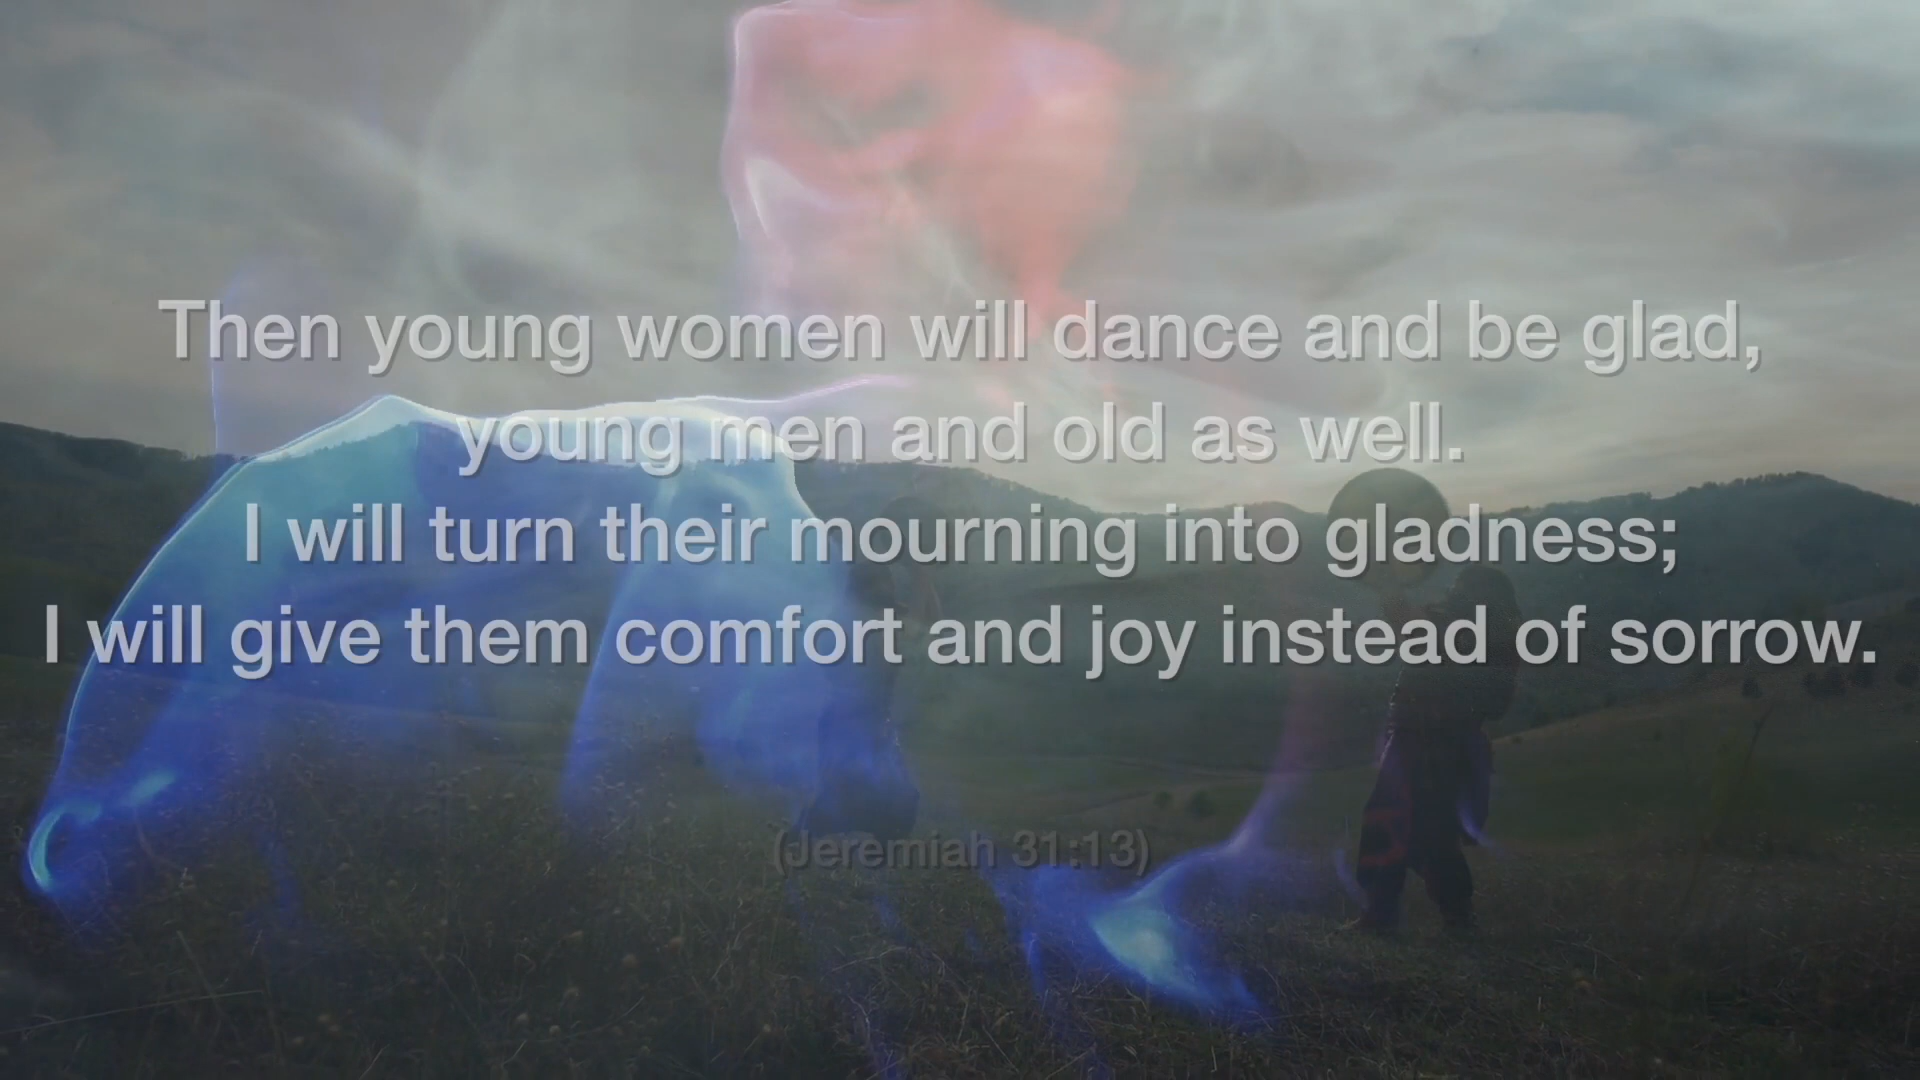 Then young women will dance and be glad,
young men and old as well.
I will turn their mourning into gladness;
I will give them comfort and joy instead of sorrow.
(Jeremiah 31:13)